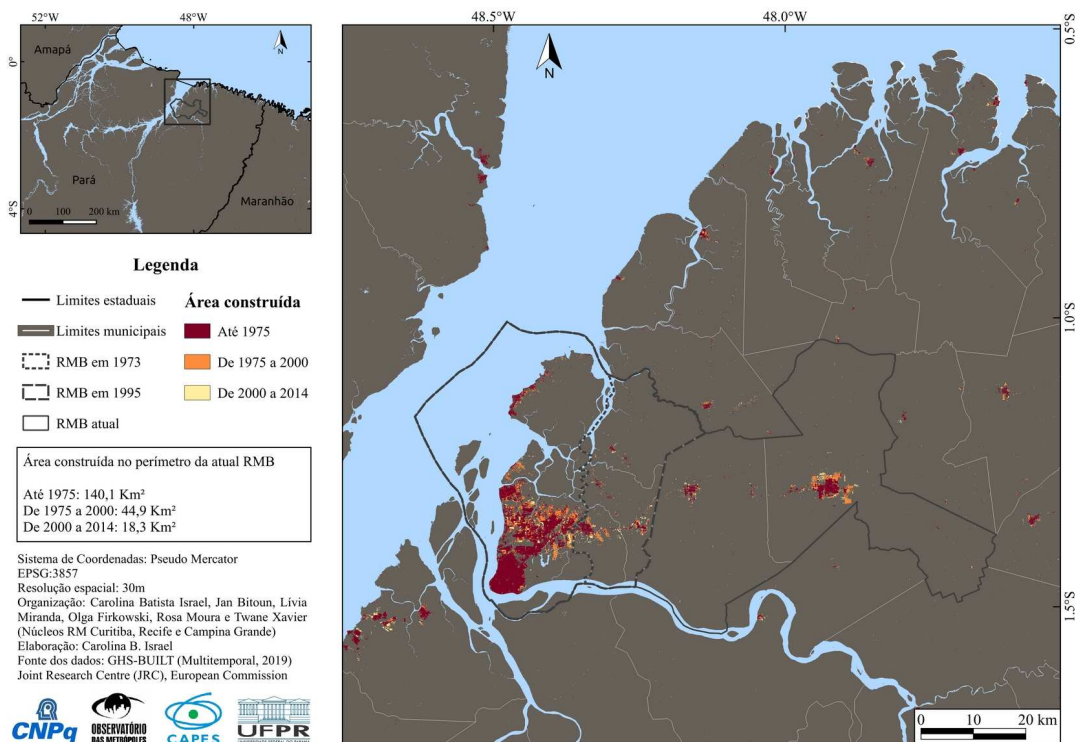 52°W
48°W
Amapá
N
0°
Pará
Maranhão
4°S
0 100 200 km
Legenda
Limites estaduais
Limites municipais
RMB em 1973
RMB em 1995
RMB atual
Área construída
Até 1975
De 1975 a 2000
De 2000 a 2014
Área construída no perímetro da atual RMB
Até 1975: 140,1 Km²
De 1975 a 2000: 44,9 Km²
De 2000 a 2014: 18,3 Km²
Sistema de Coordenadas: Pseudo Mercator
EPSG:3857
Resolução espacial: 30m
Organização: Carolina Batista Israel, Jan Bitoun, Lívia
Miranda, Olga Firkowski, Rosa Moura e Twane Xavier
(Núcleos RM Curitiba, Recife e Campina Grande)
Elaboração: Carolina B. Israel
Fonte dos dados: GHS-BUILT (Multitemporal, 2019)
Joint Research Centre (JRC), European Commission
CNPq
OBSERVATÓRIO
DAS METRÓPOLES
CAPES
UFPR
UNIVERSIDADE FEDERAL DO PARANÁ
48.5°W
48.0°W
N
0.5°S
1.0°S
1.5°S
0 10 20 km